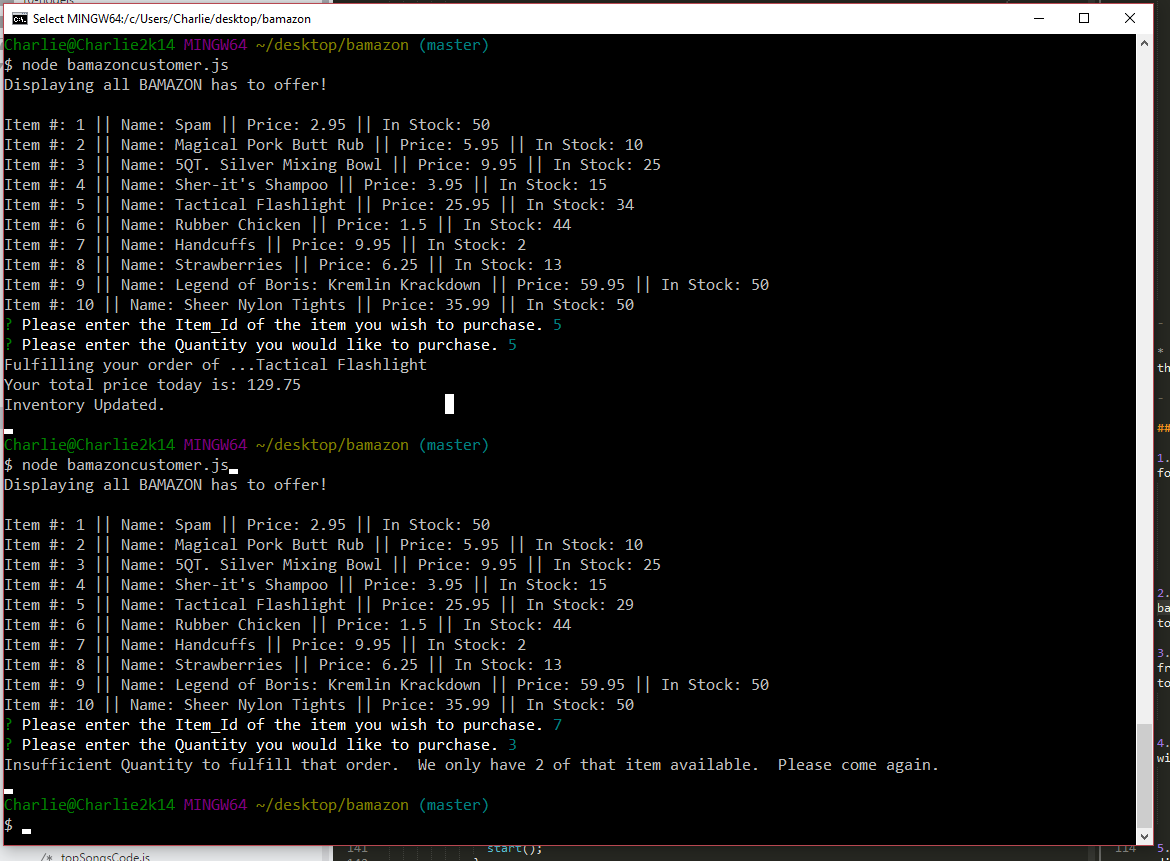 Select MINGW64:/c/Users/Charlie/desktop/bamazon
Charlie@Charlie2k14 MINGW64 ~/desktop/bamazon (master)
$ node bamazoncustomer.js
Displaying all BAMAZON has to offer!
Item #: 1 || Name: Spam || Price: 2.95 || In Stock: 50
Item #: 2 || Name: Magical Pork Butt Rub || Price: 5.95 || In Stock: 10
Item #: 3 || Name: 5QT. Silver Mixing Bowl || Price: 9.95 || In Stock: 25
Item #: 4 || Name: Sher-it's Shampoo || Price: 3.95 || In Stock: 15
Item #: 5 || Name: Tactical Flashlight || Price: 25.95 || In Stock: 34
Item #: 6 || Name: Rubber Chicken || Price: 1.5 || In Stock: 44
Item #: 7 || Name: Handcuffs || Price: 9.95 || In Stock: 2
Item #: 8 || Name: Strawberries || Price: 6.25 || In Stock: 13
Item #: 9 || Name: Legend of Boris: Kremlin Krackdown || Price: 59.95 || In Stock: 50
Item #: 10 || Name: Sheer Nylon Tights || Price: 35.99 || In Stock: 50
? Please enter the Item_Id of the item you wish to purchase. 5
? Please enter the Quantity you would like to purchase. 5
Fulfilling your order of ...Tactical Flashlight
Your total price today is: 129.75
Inventory Updated.
Charlie@Charlie2k14 MINGW64 ~/desktop/bamazon (master)
$ node bamazoncustomer.js
Displaying all BAMAZON has to offer!
Item #: 1 || Name: Spam || Price: 2.95 || In Stock: 50
Item #: 2 || Name: Magical Pork Butt Rub || Price: 5.95 || In Stock: 10
Item #: 3 || Name: 5QT. Silver Mixing Bowl || Price: 9.95 || In Stock: 25
Item #: 4 || Name: Sher-it's Shampoo || Price: 3.95 || In Stock: 15
Item #: 5 || Name: Tactical Flashlight || Price: 25.95 || In Stock: 29
Item #: 6 || Name: Rubber Chicken || Price: 1.5 || In Stock: 44
Item #: 7 || Name: Handcuffs || Price: 9.95 || In Stock: 2
Item #: 8 || Name: Strawberries || Price: 6.25 || In Stock: 13
Item #: 9 || Name: Legend of Boris: Kremlin Krackdown || Price: 59.95 || In Stock: 50
Item #: 10 || Name: Sheer Nylon Tights || Price: 35.99 || In Stock: 50
? Please enter the Item_Id of the item you wish to purchase. 7
? Please enter the Quantity you would like to purchase. 3
Insufficient Quantity to fulfill that order.  We only have 2 of that item available.  Please come again.
Charlie@Charlie2k14 MINGW64 ~/desktop/bamazon (master)
$
-
*
th
-
##
1.
fo
2.
ba
to
3.
fr
to
4.
wi
/* topSongsCode.js
141 start();
114 5.